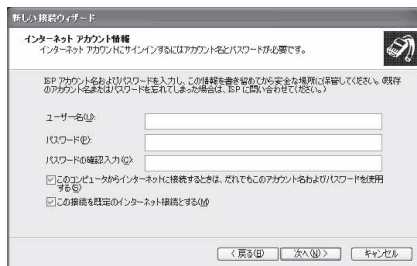 新しい接続ウィザード
インターネット アカウント情報
インターネット アカウントにサインインするにはアカウント名とパスワードが必要です。
ISP アカウント名およびパスワードを入力し、この情報を書き留めてから安全な場所に保管してください。(既存
のアカウント名またはパスワードを忘れてしまった場合は、ISP に問い合わせてください。)
ユーザー名(U):
パスワード(P):
パスワードの確認入力(C):
このコンピュータからインターネットに接続するときは、だれでもこのアカウント名およびパスワードを使用
する(S)
この接続を既定のインターネット接続とする(M)
< 戻る(B)
次へ(N) >
キャンセル